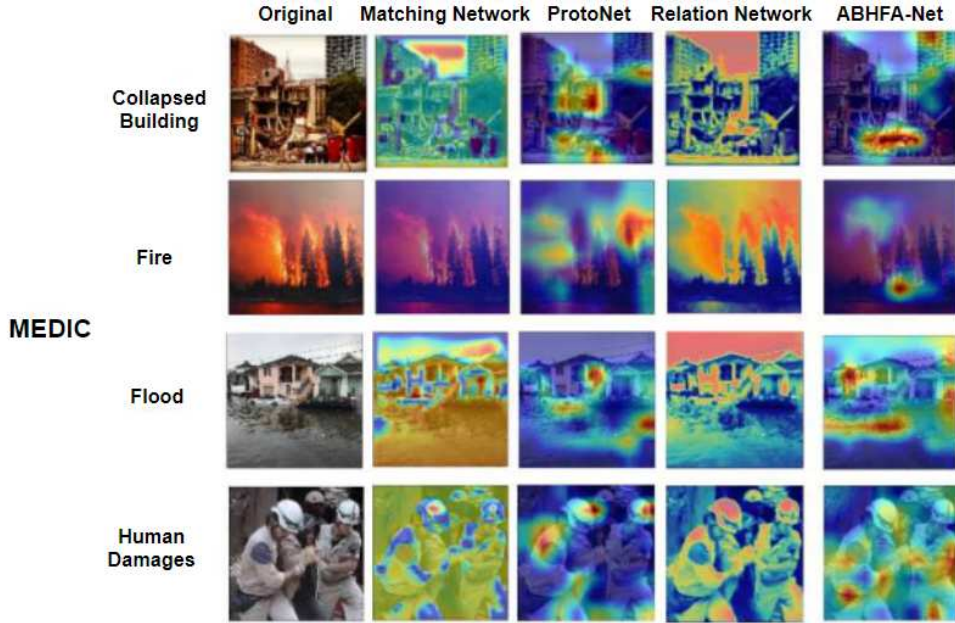 Original Matching Network ProtoNet Relation Network ABHFA-Net
Collapsed
Building
Fire
MEDIC
Flood
Human
Damages